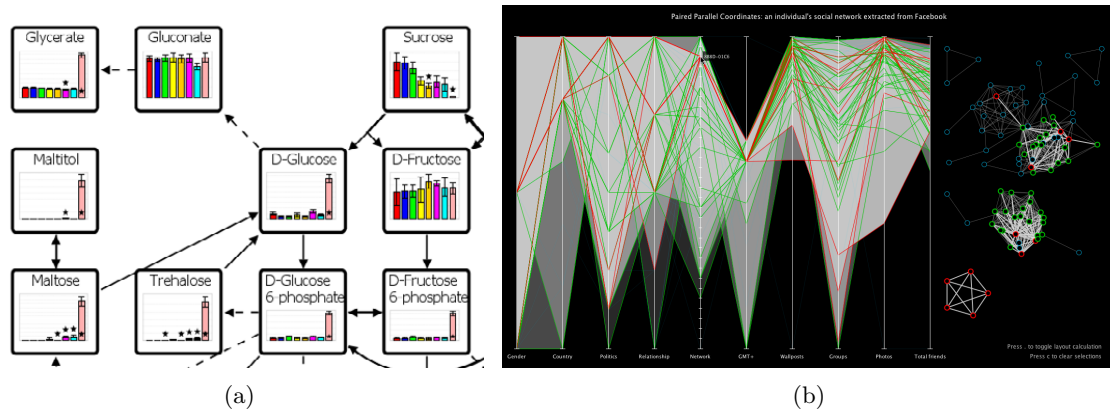 Glycerate
Gluconate
Sucrose
Maltitol
D-Glucose
D-Fructose
Maltose
Trehalose
D-Glucose
6-phosphate
D-Fructose
6-phosphate
(a)
Paired Parallel Coordinates: an individual's social network extracted from Facebook
Gender Country Politics Relationship Network GMT+ Wallposts Groups Photos Total friends
Press . to toggle layout calculation
Press c to clear selections
(b)